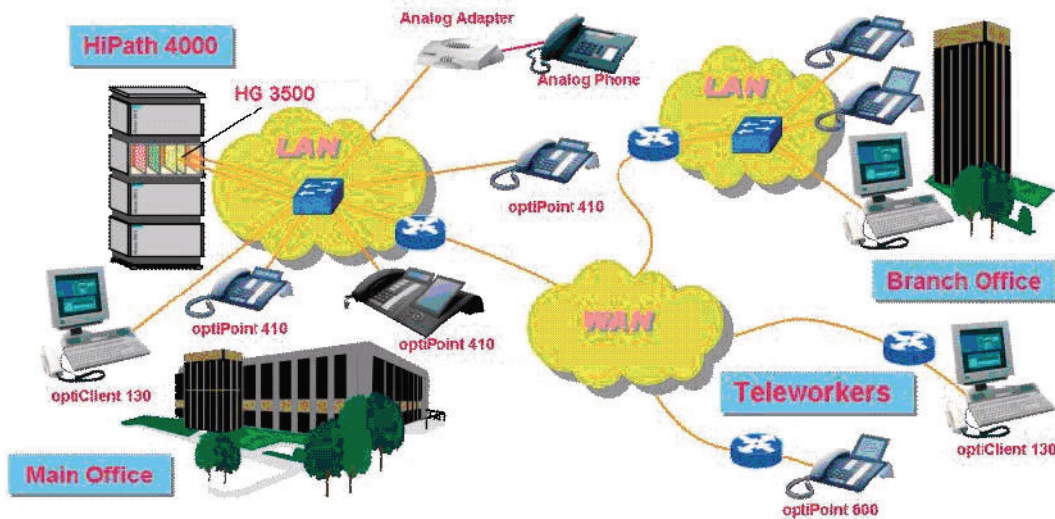 Analog Adapter
HiPath 4000
HG 3500
Analog Phone
LAN
LAN
optiPoint 410
optiPoint 410
optiPoint 410
Branch Office
WAN
optiClient 130
Teleworkers
Main Office
optiClient 130
optiPoint 600